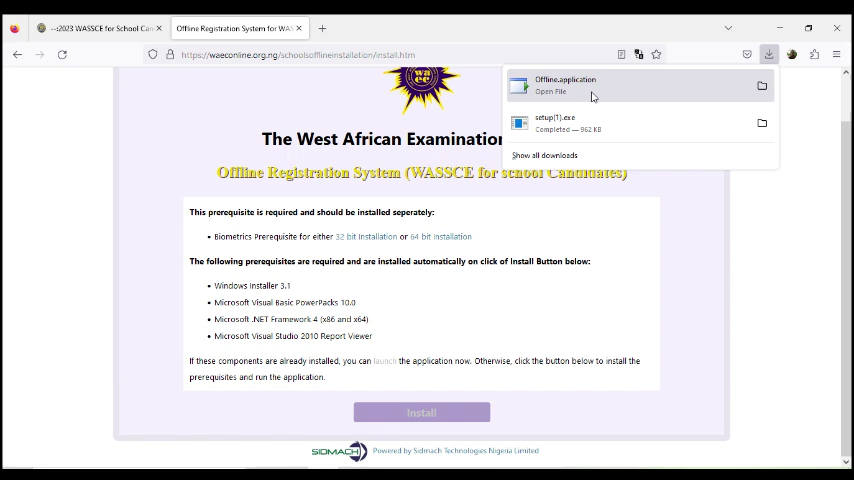 --:2023 WASSCE for School Can
Offline Registration System for WAS
https://waeconline.org.ng/schoolsofflineinstallation/install.htm
Offline.application
Open File
setup(1).exe
Completed — 962 KB
Show all downloads
waec
The West African Examination
Offline Registration System (WASSCE for school Candidates)
This prerequisite is required and should be installed seperately:
• Biometrics Prerequisite for either 32 bit Installation or 64 bit Installation
The following prerequisites are required and are installed automatically on click of Install Button below:
• Windows Installer 3.1
• Microsoft Visual Basic PowerPacks 10.0
• Microsoft .NET Framework 4 (x86 and x64)
• Microsoft Visual Studio 2010 Report Viewer
If these components are already installed, you can launch the application now. Otherwise, click the button below to install the
prerequisites and run the application.
Install
SIDMACH
Powered by Sidmach Technologies Nigeria Limited